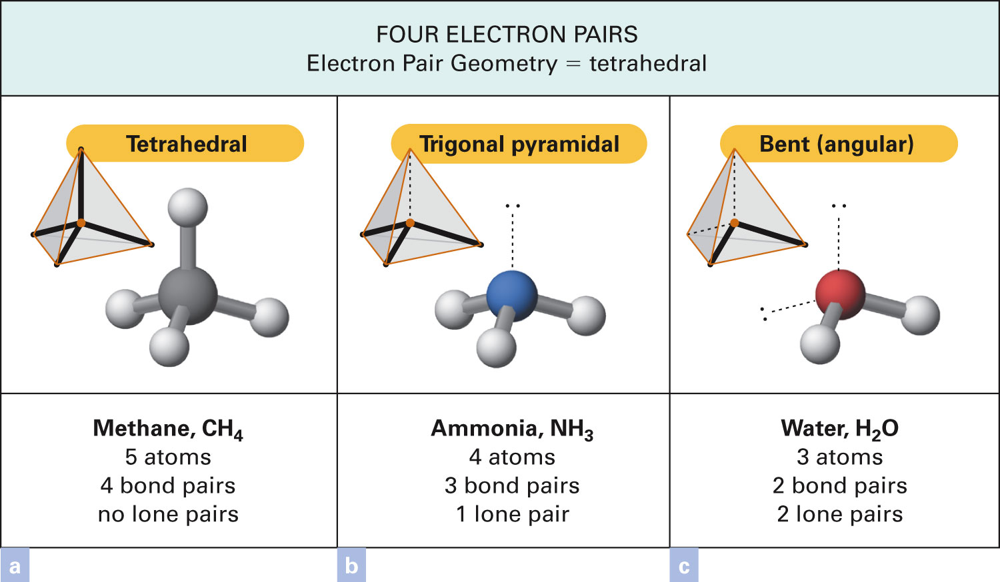 FOUR ELECTRON PAIRS
Electron Pair Geometry = tetrahedral
Tetrahedral
Trigonal pyramidal
Bent (angular)
Methane, CH₄
5 atoms
4 bond pairs
no lone pairs
Ammonia, NH₃
4 atoms
3 bond pairs
1 lone pair
Water, H₂O
3 atoms
2 bond pairs
2 lone pairs
a
b
c